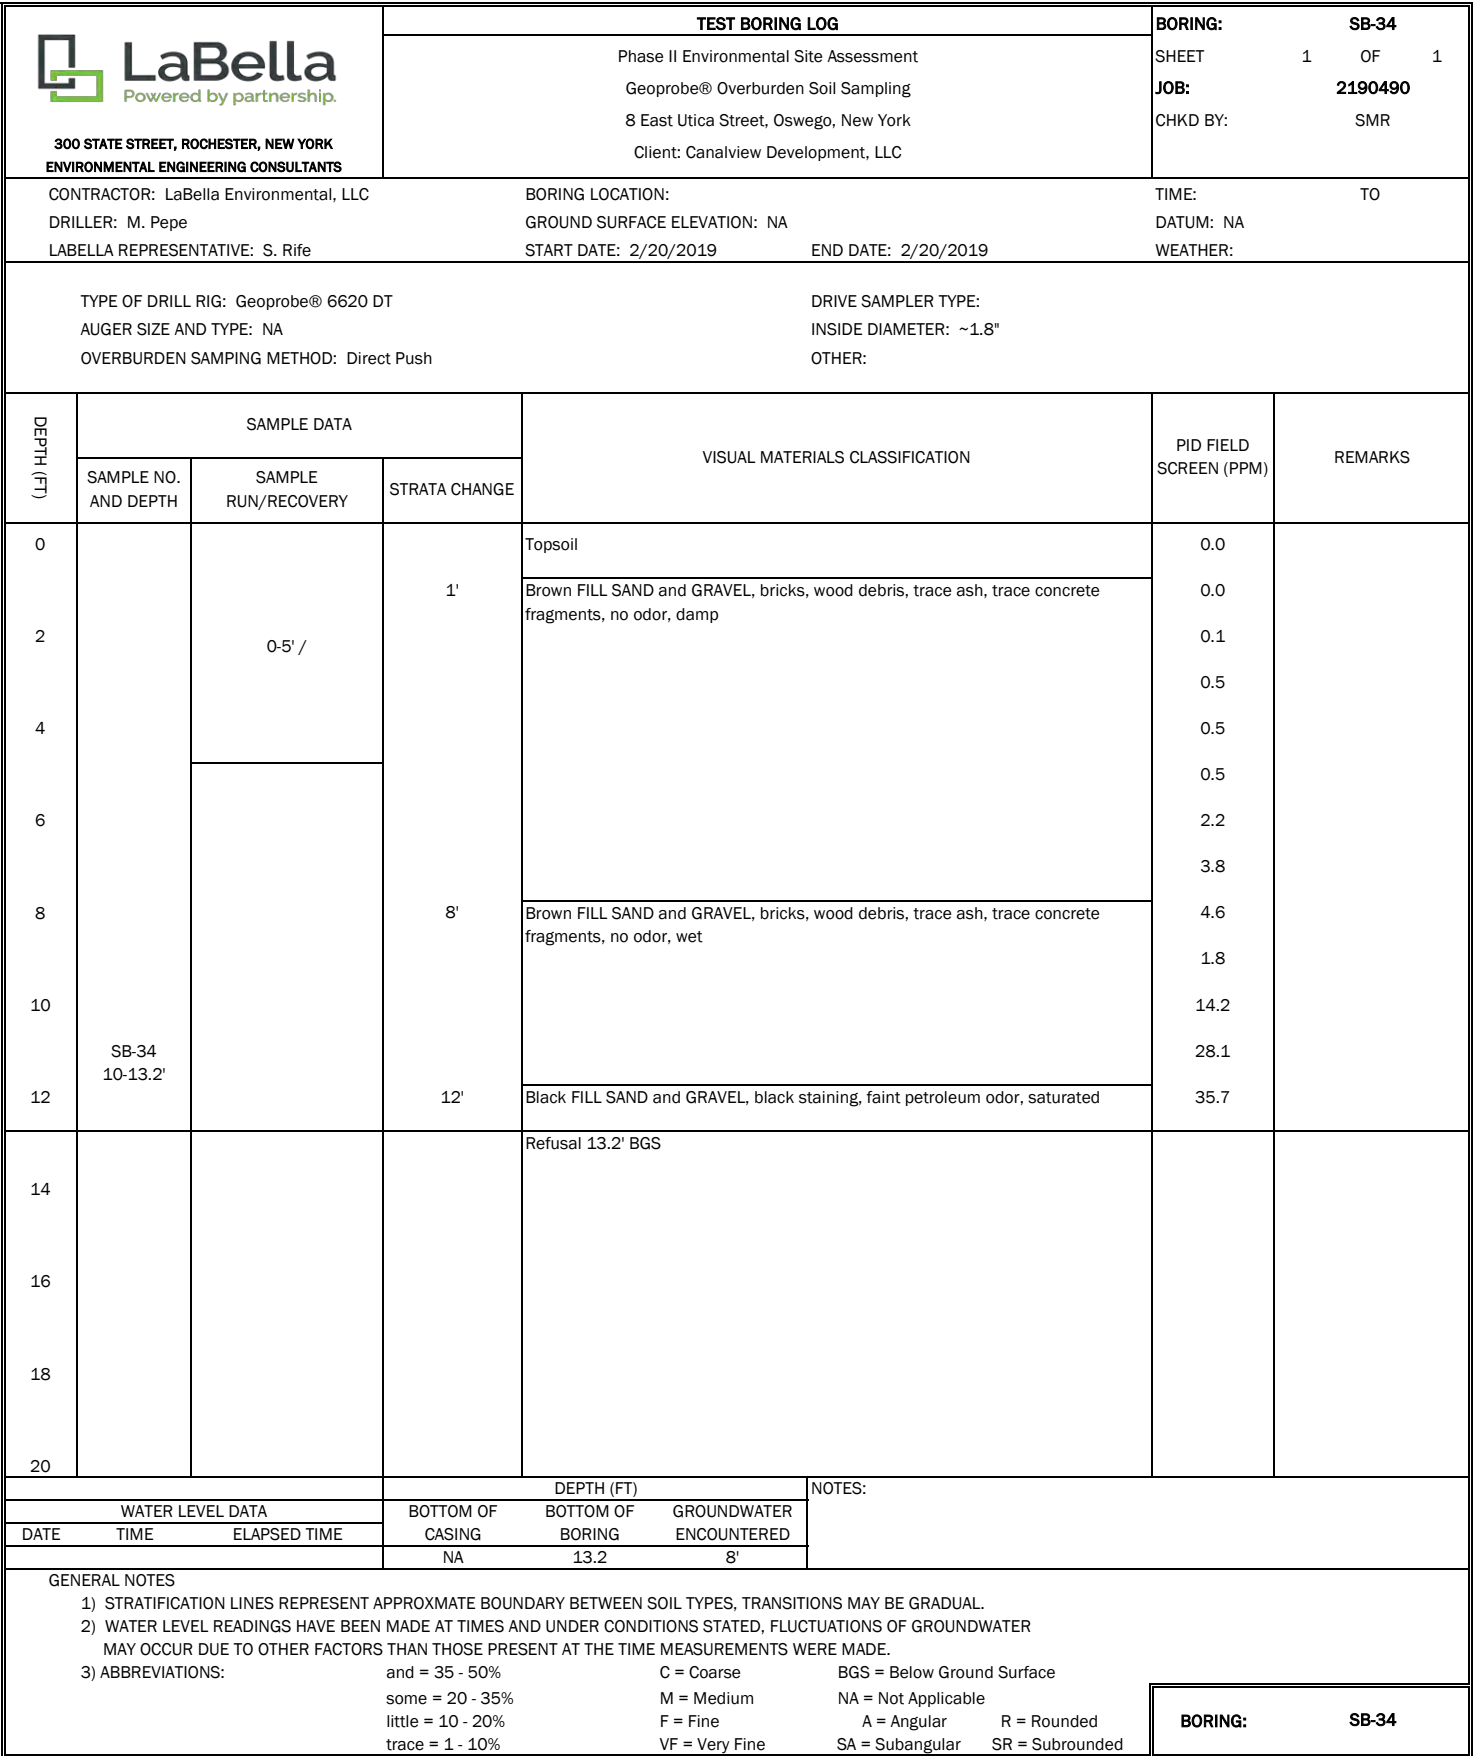 LaBella
Powered by partnership.
300 STATE STREET, ROCHESTER, NEW YORK
ENVIRONMENTAL ENGINEERING CONSULTANTS
TEST BORING LOG
Phase II Environmental Site Assessment
Geoprobe® Overburden Soil Sampling
8 East Utica Street, Oswego, New York
Client: Canalview Development, LLC
BORING: SB-34
SHEET 1 OF 1
JOB: 2190490
CHKD BY: SMR
CONTRACTOR: LaBella Environmental, LLC BORING LOCATION: TIME: TO
DRILLER: M. Pepe GROUND SURFACE ELEVATION: NA DATUM: NA
LABELLA REPRESENTATIVE: S. Rife START DATE: 2/20/2019 END DATE: 2/20/2019 WEATHER:
TYPE OF DRILL RIG: Geoprobe® 6620 DT DRIVE SAMPLER TYPE:
AUGER SIZE AND TYPE: NA INSIDE DIAMETER: ~1.8"
OVERBURDEN SAMPING METHOD: Direct Push OTHER:
DEPTH (FT)
SAMPLE DATA
SAMPLE NO.
AND DEPTH
SAMPLE
RUN/RECOVERY
STRATA CHANGE
VISUAL MATERIALS CLASSIFICATION
PID FIELD
SCREEN (PPM)
REMARKS
0 Topsoil 0.0
1' Brown FILL SAND and GRAVEL, bricks, wood debris, trace ash, trace concrete 0.0
fragments, no odor, damp
2 0.1
0-5' /
0.5
4 0.5
0.5
6 2.2
3.8
8 8' Brown FILL SAND and GRAVEL, bricks, wood debris, trace ash, trace concrete 4.6
fragments, no odor, wet
1.8
10 14.2
SB-34 28.1
10-13.2'
12 12' Black FILL SAND and GRAVEL, black staining, faint petroleum odor, saturated 35.7
Refusal 13.2' BGS
14
16
18
20
DEPTH (FT) NOTES:
WATER LEVEL DATA BOTTOM OF BOTTOM OF GROUNDWATER
DATE TIME ELAPSED TIME CASING BORING ENCOUNTERED
NA 13.2 8'
GENERAL NOTES
1) STRATIFICATION LINES REPRESENT APPROXMATE BOUNDARY BETWEEN SOIL TYPES, TRANSITIONS MAY BE GRADUAL.
2) WATER LEVEL READINGS HAVE BEEN MADE AT TIMES AND UNDER CONDITIONS STATED, FLUCTUATIONS OF GROUNDWATER
MAY OCCUR DUE TO OTHER FACTORS THAN THOSE PRESENT AT THE TIME MEASUREMENTS WERE MADE.
3) ABBREVIATIONS: and = 35 - 50% C = Coarse BGS = Below Ground Surface
some = 20 - 35% M = Medium NA = Not Applicable
little = 10 - 20% F = Fine A = Angular R = Rounded
trace = 1 - 10% VF = Very Fine SA = Subangular SR = Subrounded
BORING: SB-34